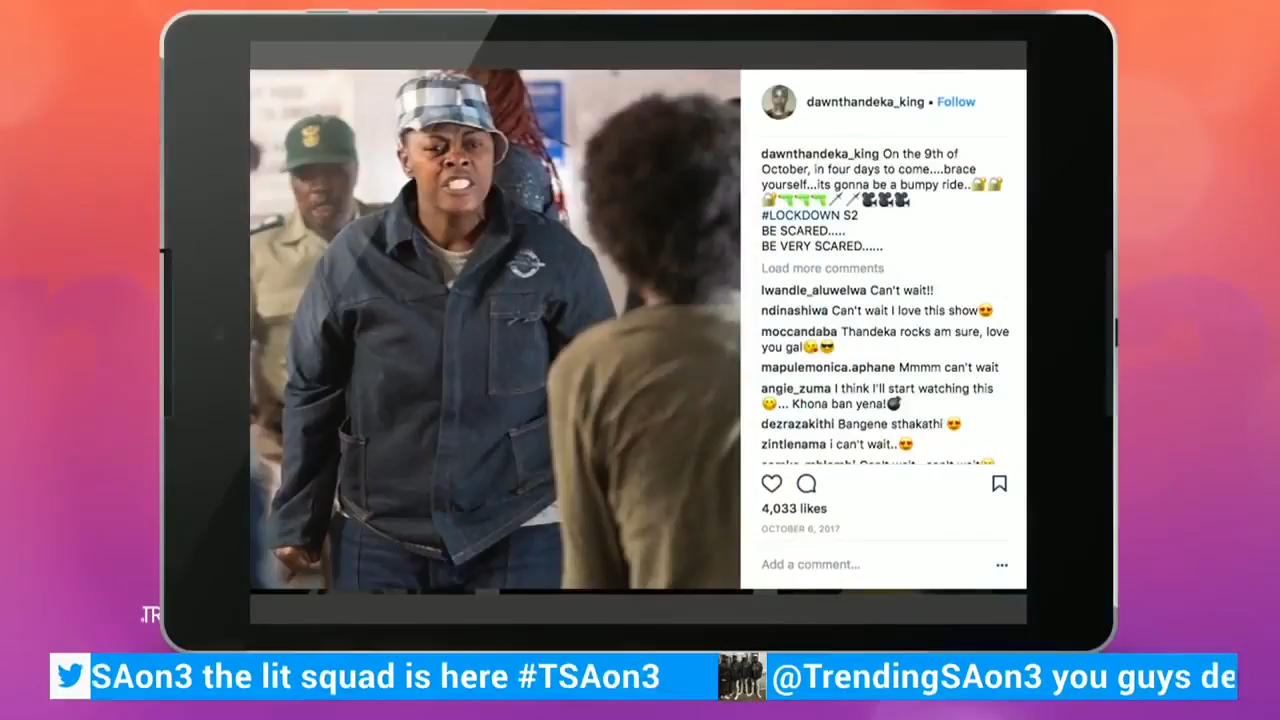 dawnthandeka_king • Follow
dawnthandeka_king On the 9th of
October, in four days to come....brace
yourself...its gonna be a bumpy ride..
#LOCKDOWN S2
BE SCARED.....
BE VERY SCARED......
Load more comments
lwandle_aluwelwa Can't wait!!
ndinashiwa Can't wait I love this show😍
moccandaba Thandeka rocks am sure, love
you gal😘😎
mapulemonica.aphane Mmmm can't wait
angie_zuma I think I'll start watching this
😋... Khona ban yena!💣
dezrazakithi Bangene sthakathi 😍
zintlenama i can't wait..😍
4,033 likes
OCTOBER 6, 2017
Add a comment...
.TR
SAon3 the lit squad is here #TSAon3
@TrendingSAon3 you guys de